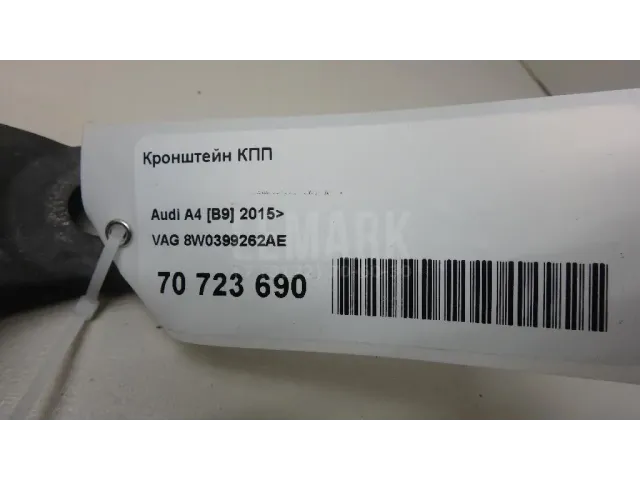 Кронштейн КПП
Audi A4 [B9] 2015>
VAG 8W0399262AE
70 723 690